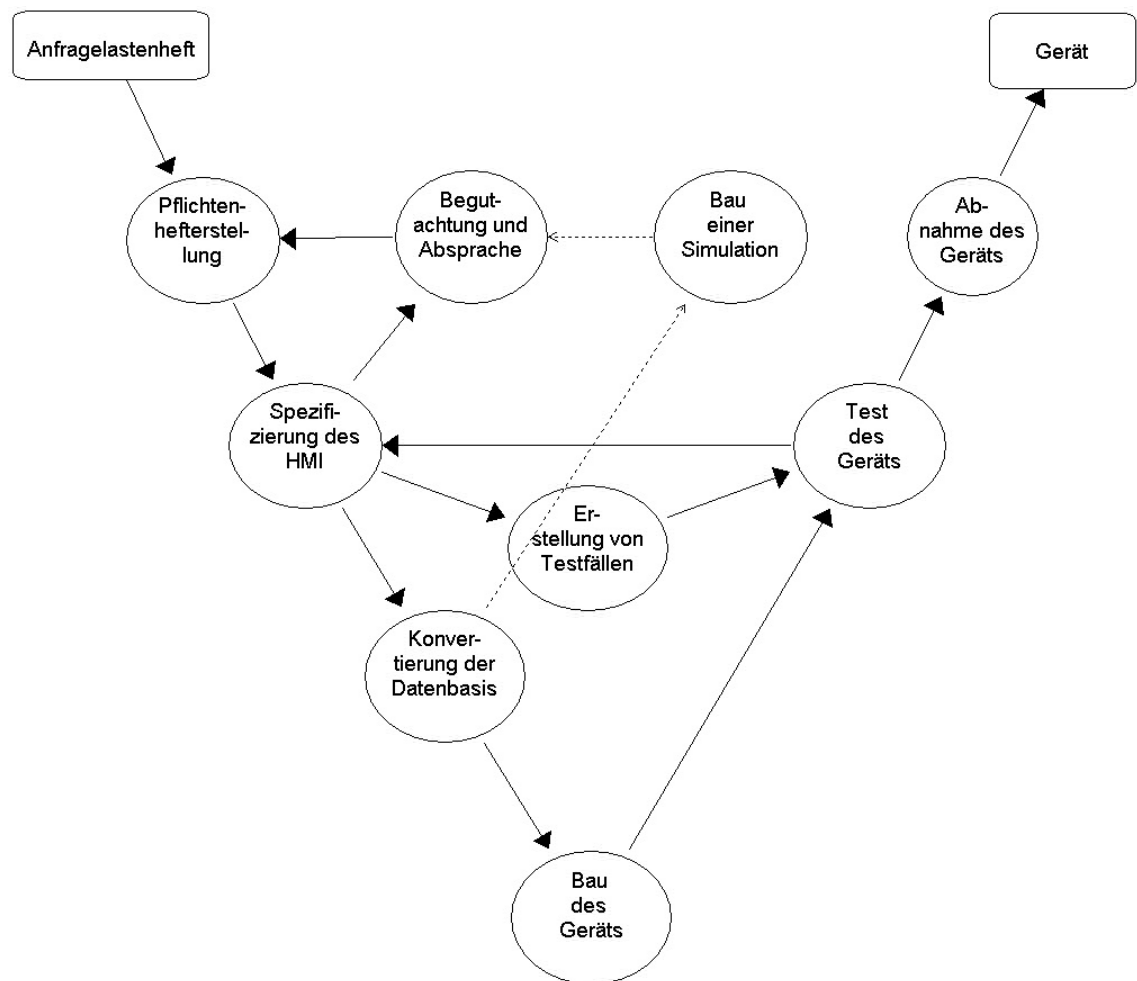 Anfragelastenheft
Gerät
Pflichten-
hefterstel-
lung
Begut-
achtung und
Absprache
Bau
einer
Simulation
Ab-
nahme des
Geräts
Spezifi-
zierung des
HMI
Test
des
Geräts
Er-
stellung von
Testfällen
Konver-
tierung der
Datenbasis
Bau
des
Geräts